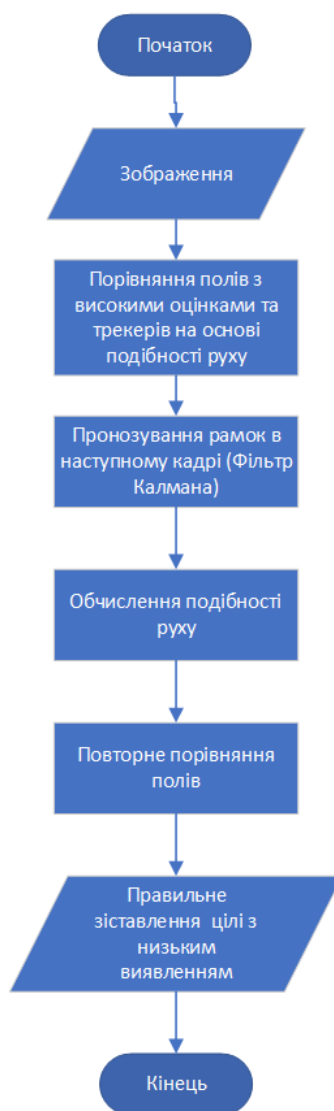 Початок
Зображення
Порівняння полів з
високими оцінками та
трекерів на основі
подібності руху
Пронозування рамок в
наступному кадрі (Фільтр
Калмана)
Обчислення подібності
руху
Повторне порівняння
полів
Правильне
зіставлення цілі з
низьким
виявленням
Кінець